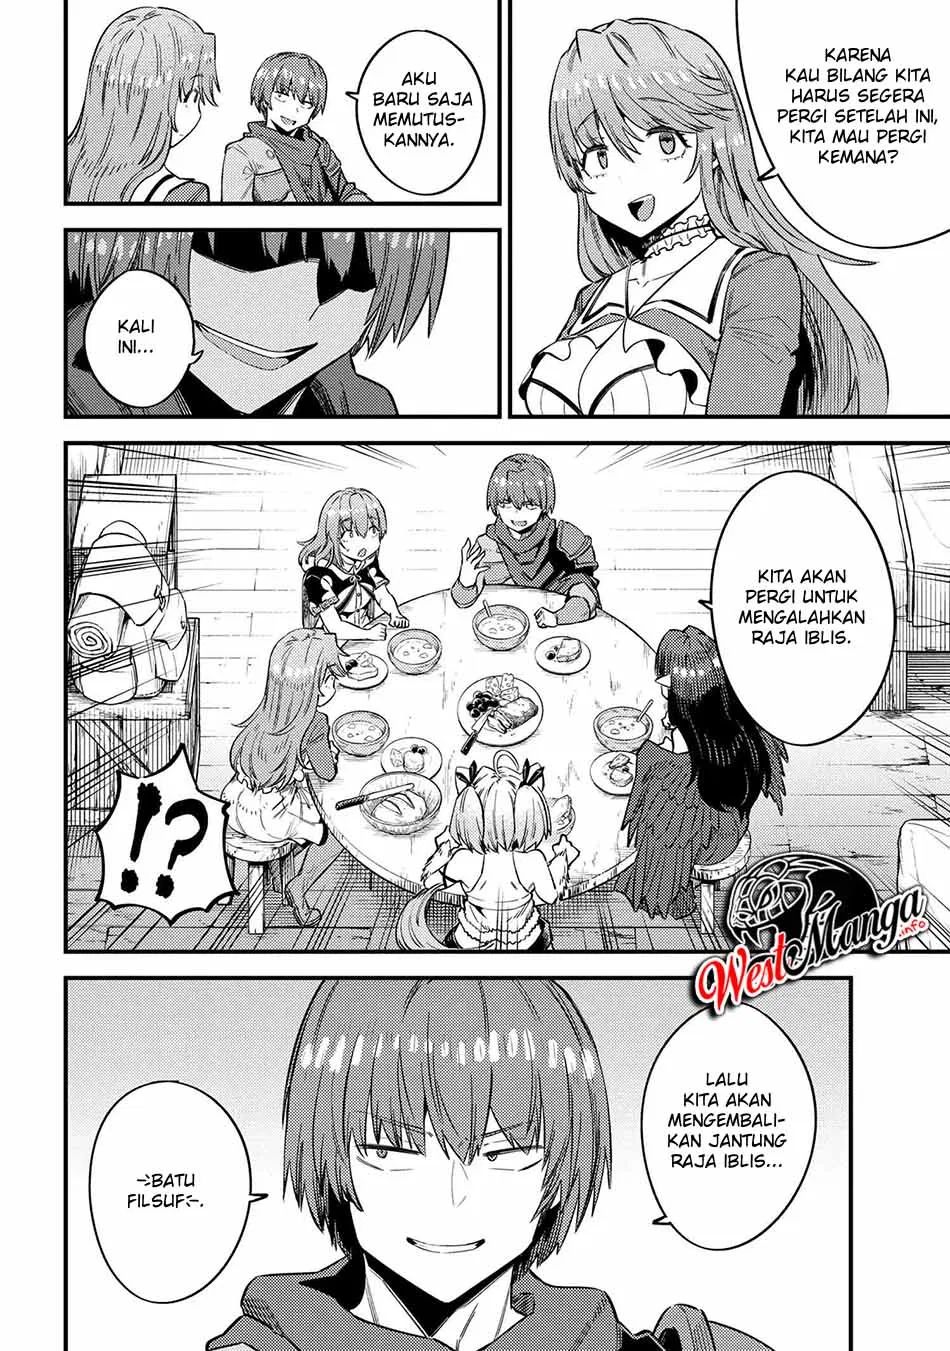 KARENA
KAU BILANG KITA
HARUS SEGERA
PERGI SETELAH INI,
KITA MAU PERGI
KEMANA?
AKU
BARU SAJA
MEMUTUS-
KANNYA.
KALI
INI...
KITA AKAN
PERGI UNTUK
MENGALAHKAN
RAJA IBLIS.
!?
WESTMANGA
.info
LALU
KITA AKAN
MENGEMBALI-
KAN JANTUNG
RAJA IBLIS...
-÷BATU
FILSUF÷-.